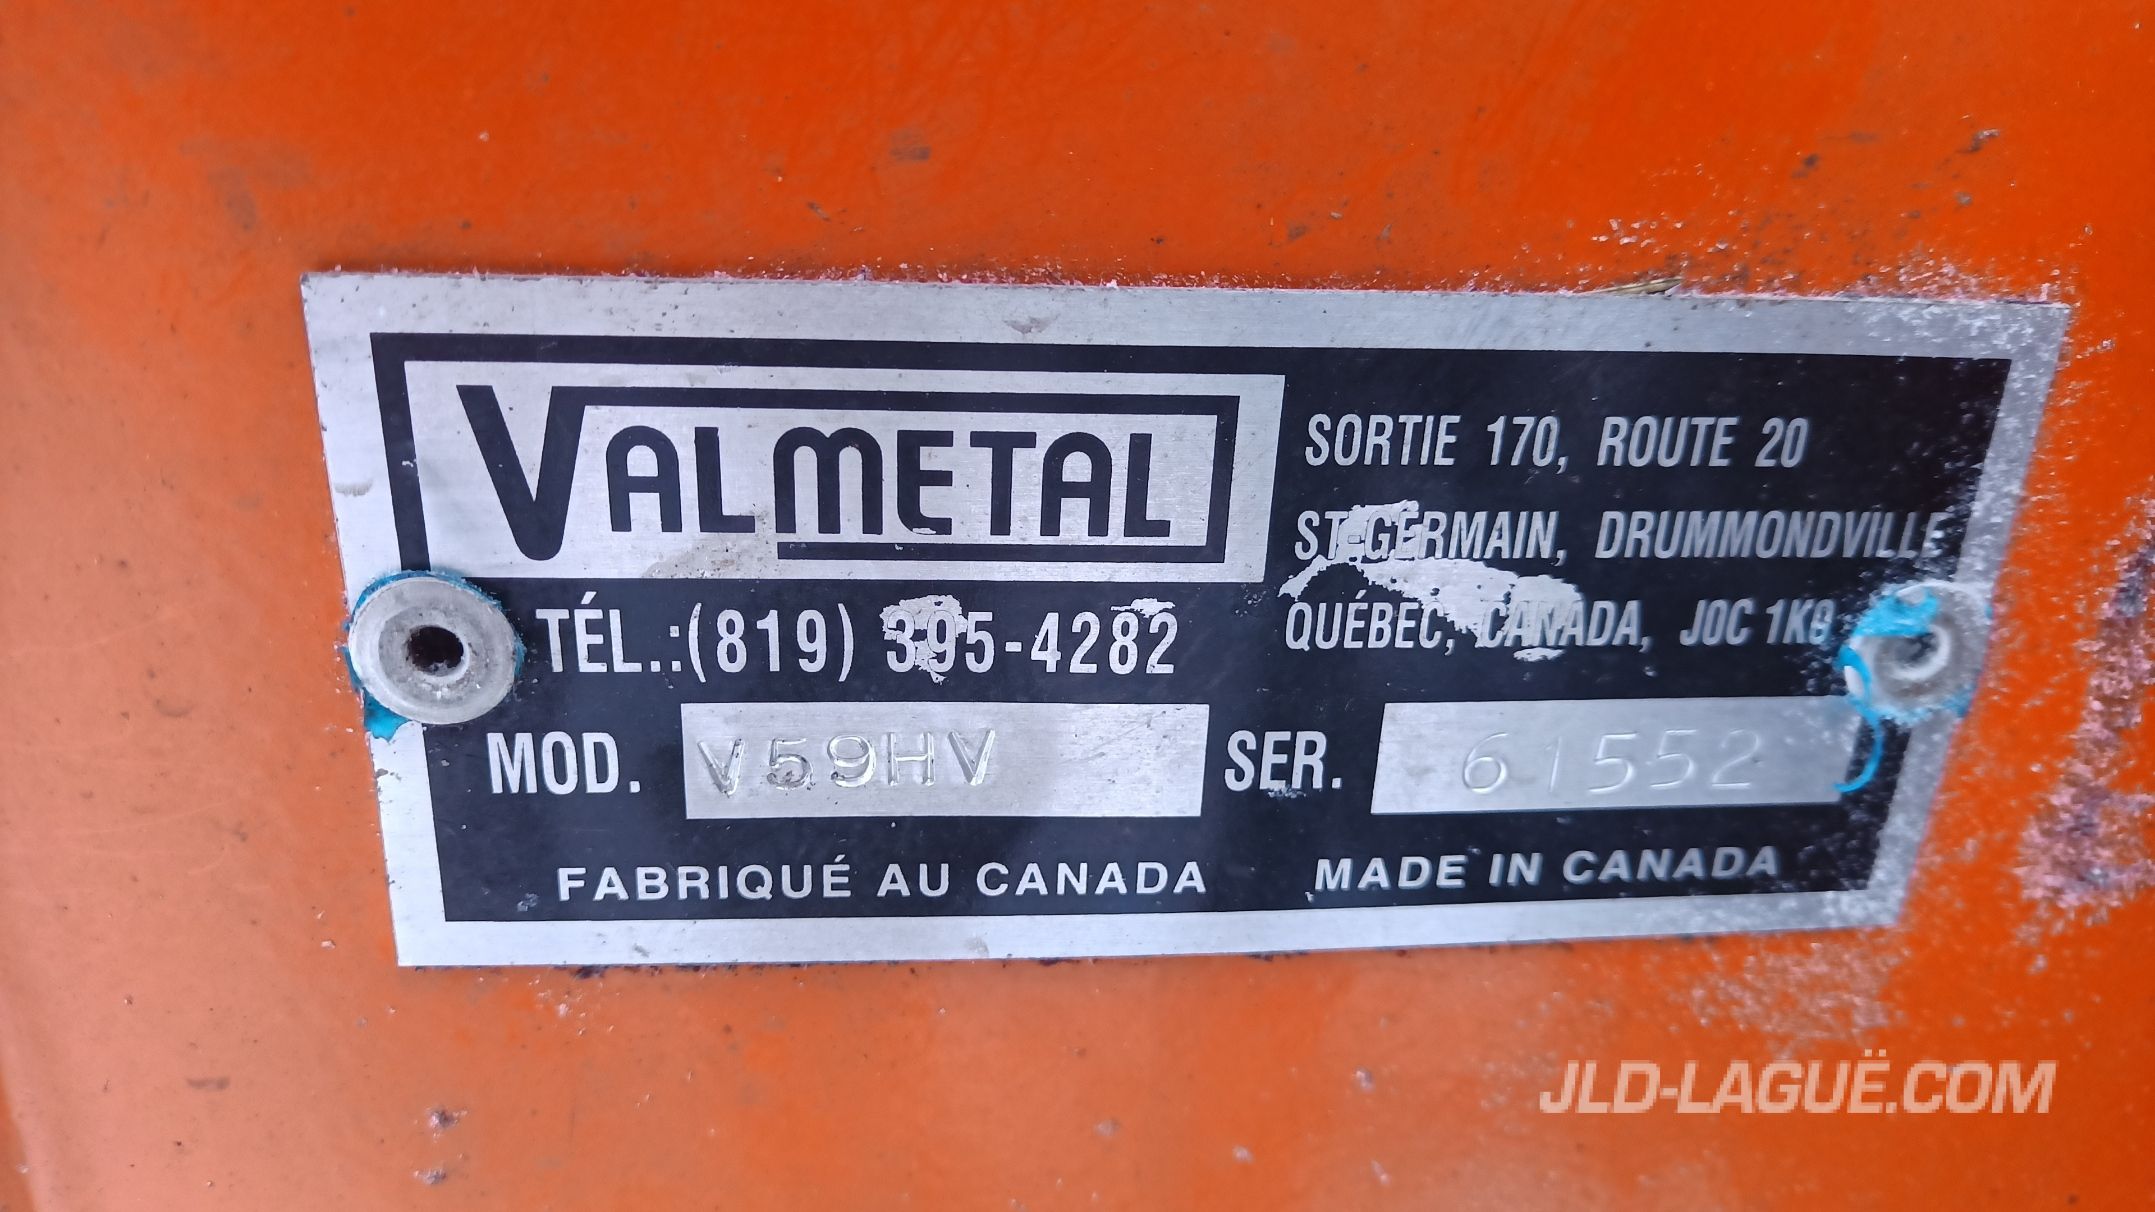 VALMETAL
SORTIE 170, ROUTE 20
ST-GERMAIN, DRUMMONDVILLE
QUÉBEC, CANADA, J0C 1K0
TÉL.:(819) 395-4282
MOD. V59HV SER. 61552
FABRIQUÉ AU CANADA MADE IN CANADA
JLD-LAGUË.COM